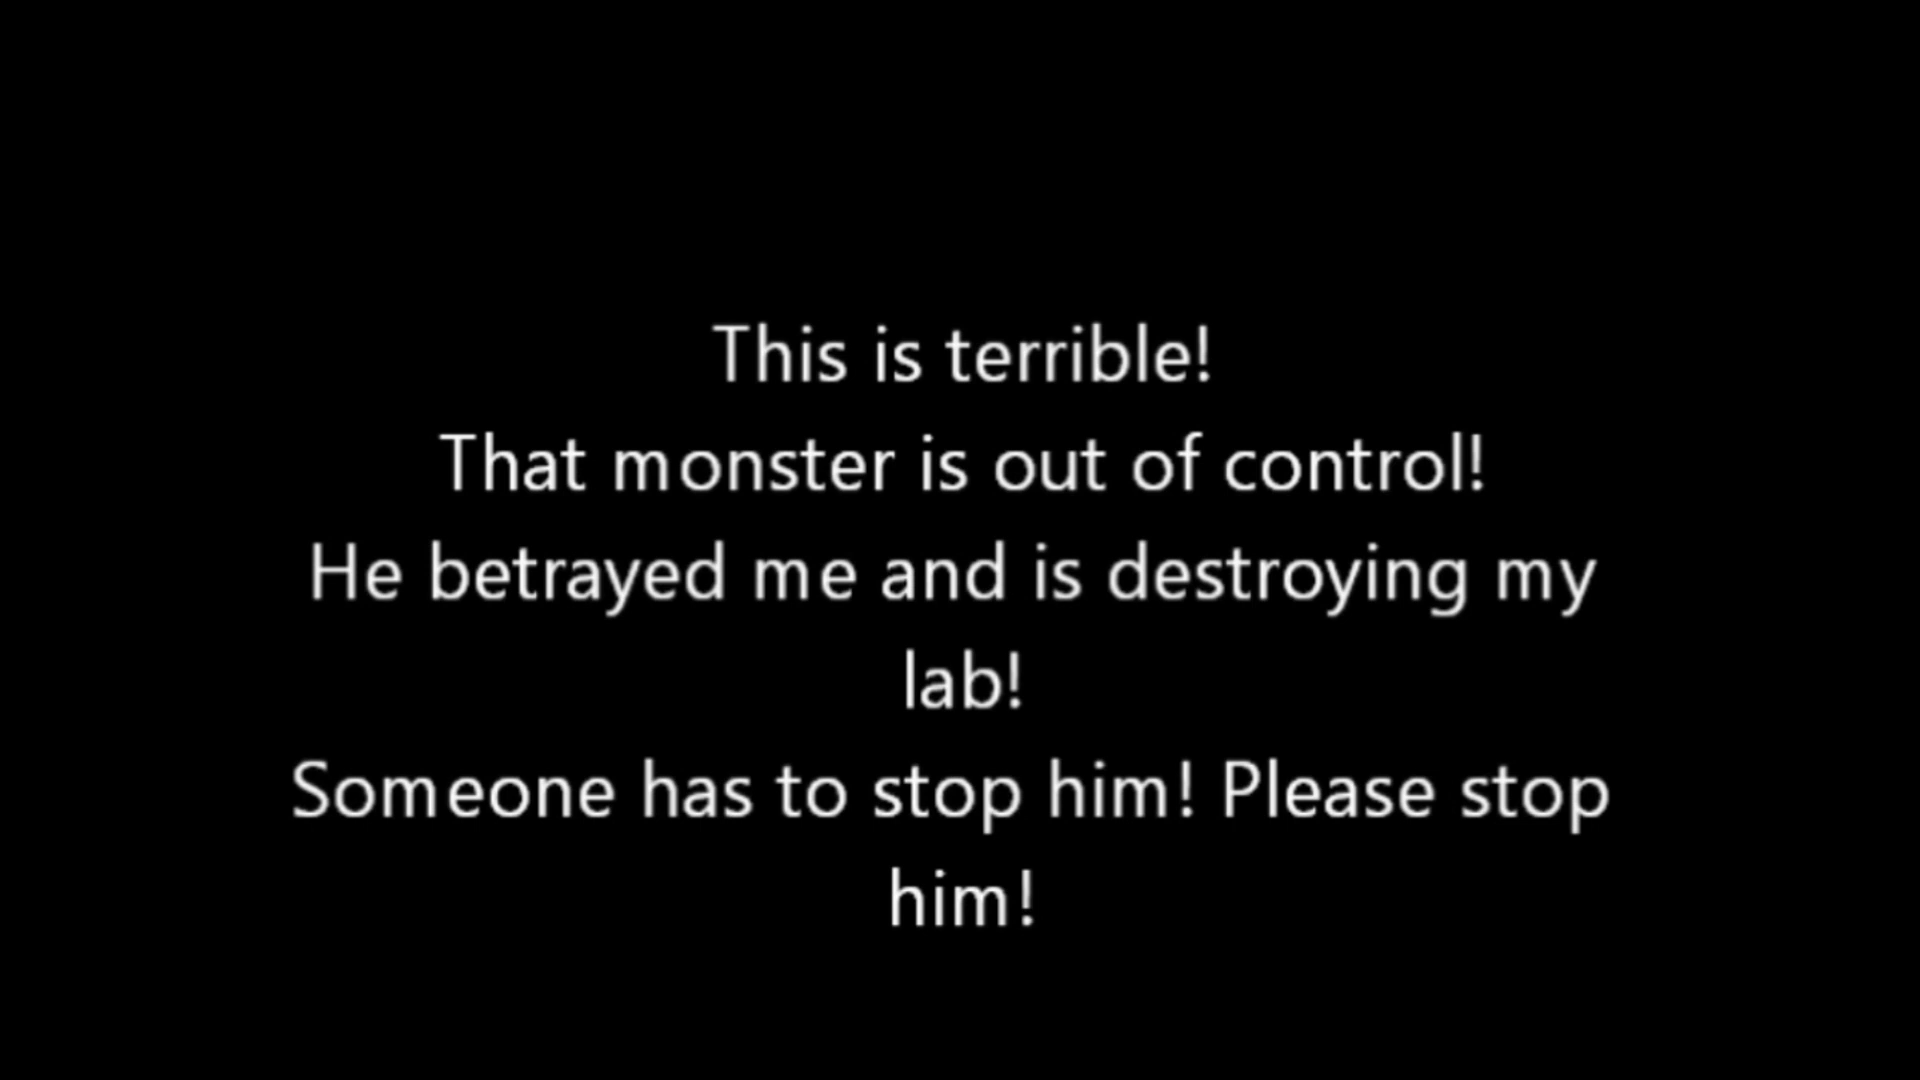 This is terrible!
That monster is out of control!
He betrayed me and is destroying my
lab!
Someone has to stop him! Please stop
him!